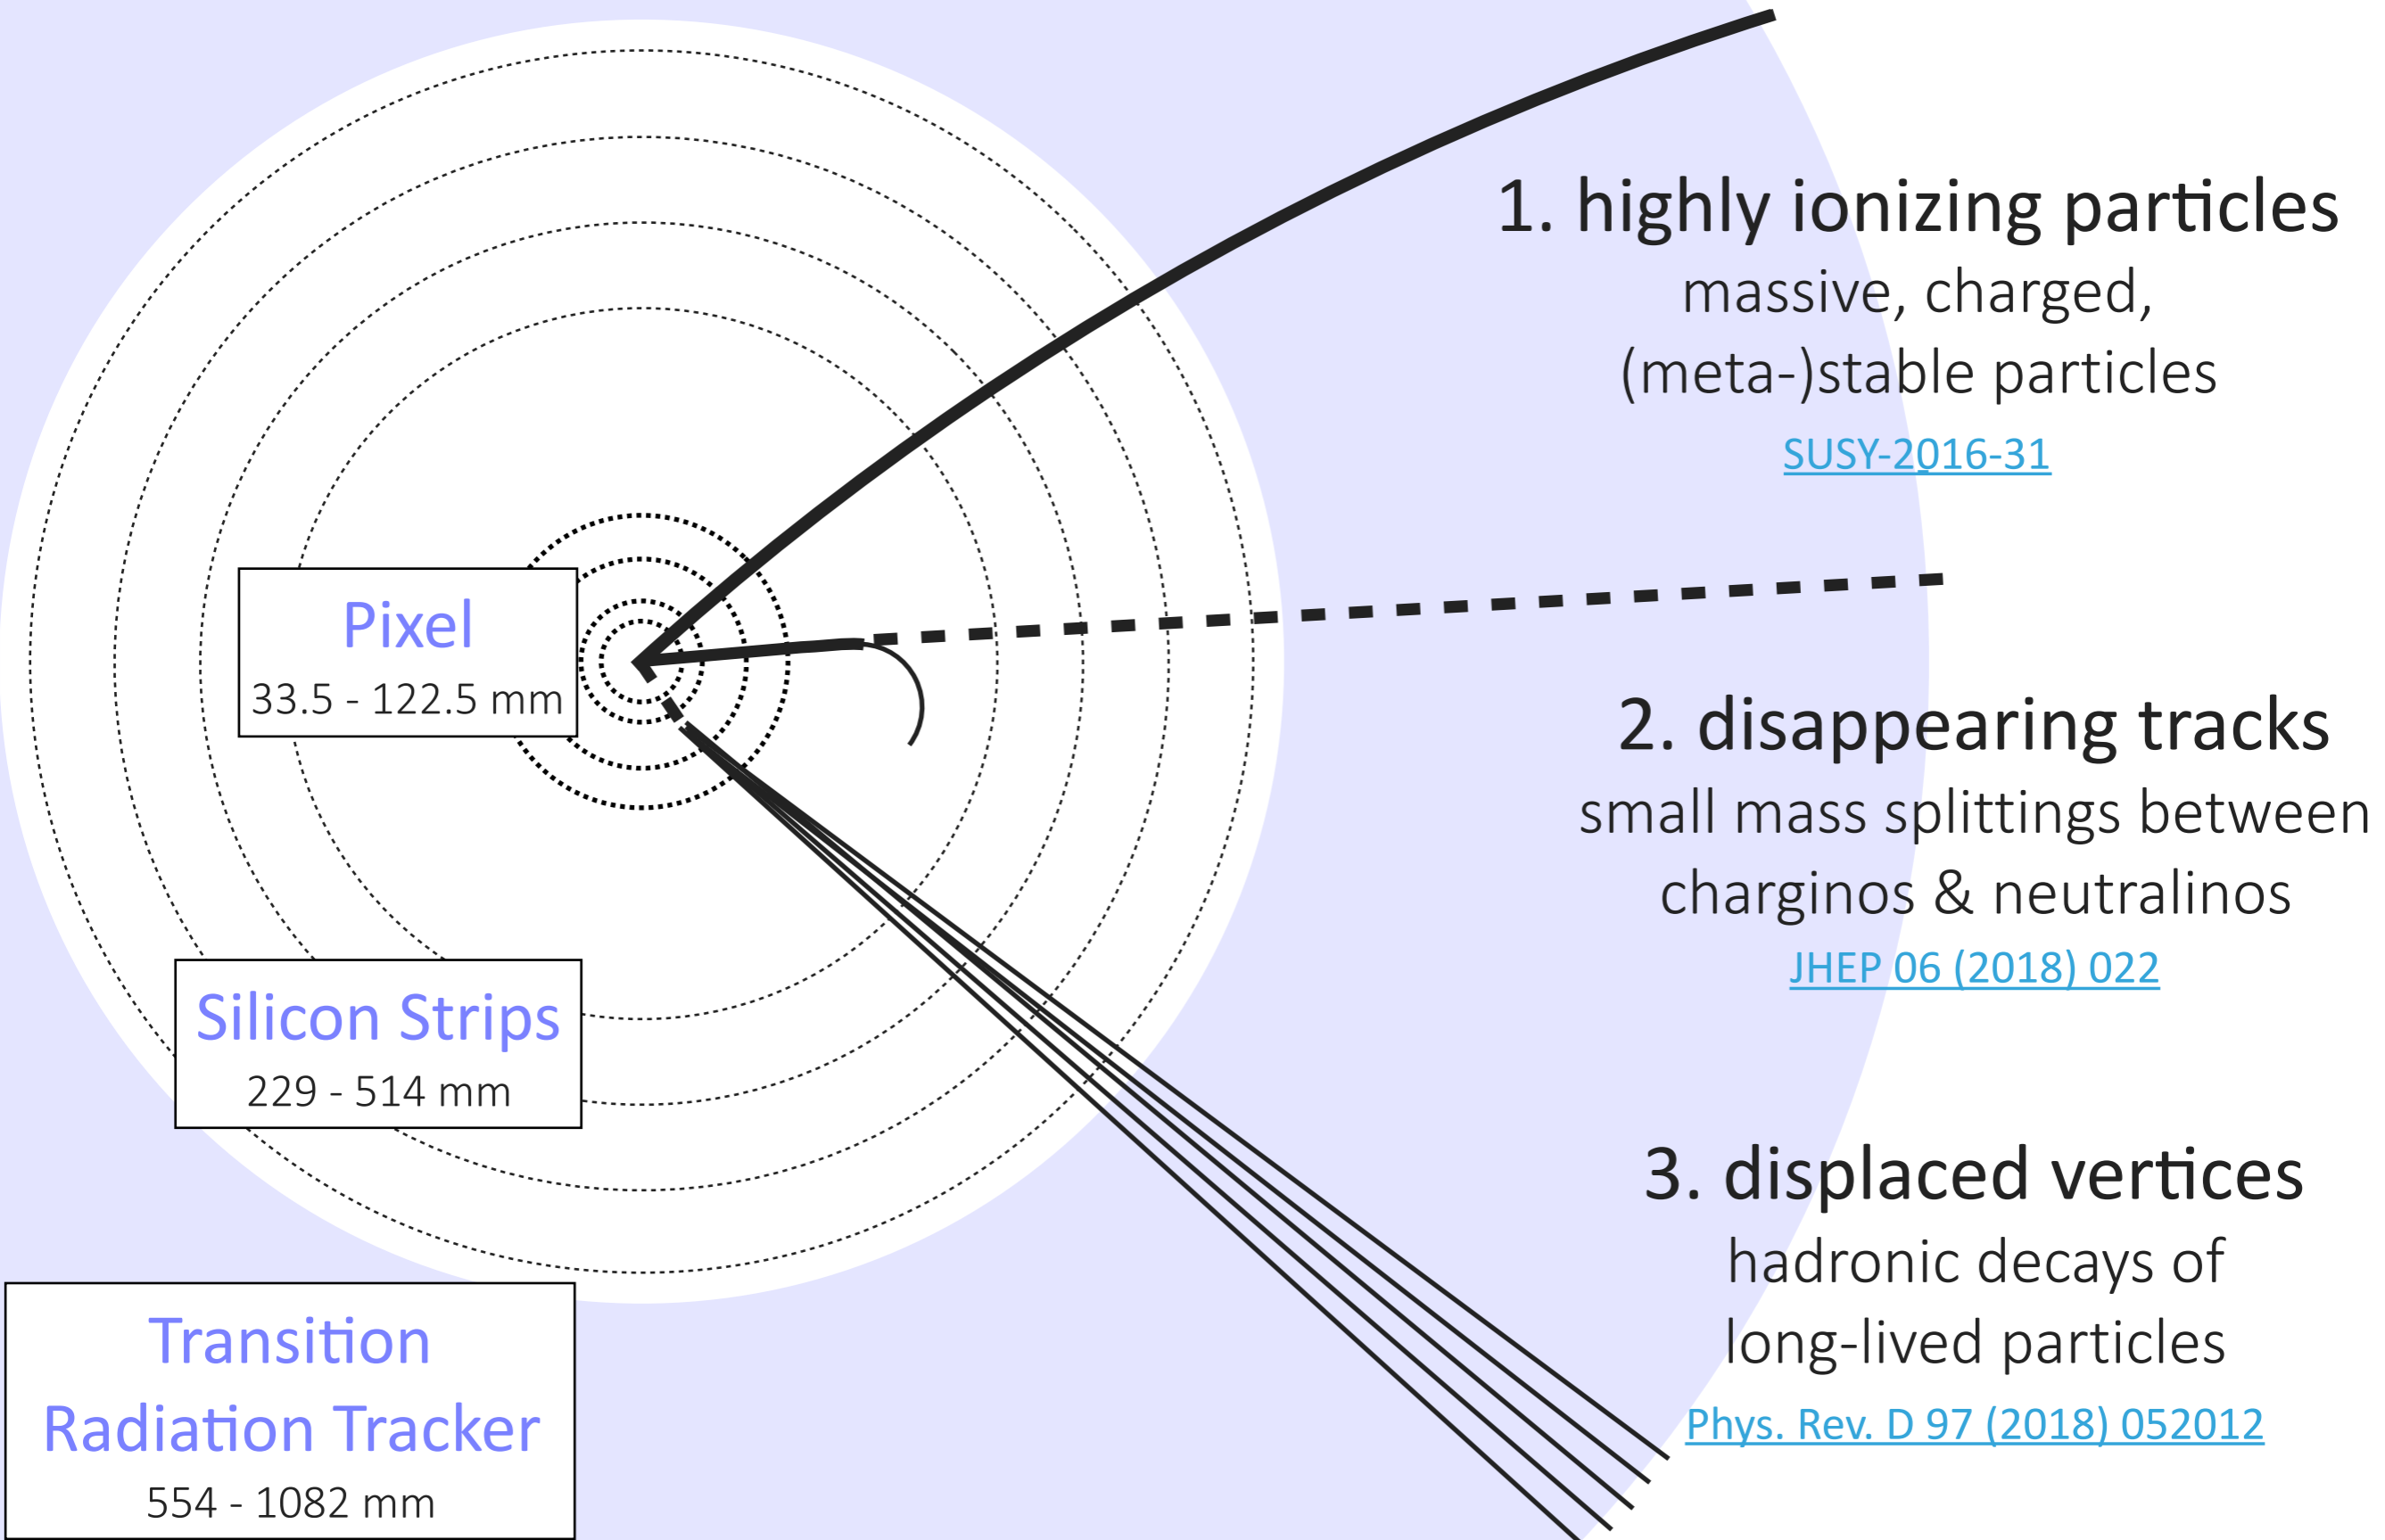 1. highly ionizing particles
massive, charged,
(meta-)stable particles
SUSY-2016-31
Pixel
33.5 - 122.5 mm
2. disappearing tracks
small mass splittings between
charginos & neutralinos
JHEP 06 (2018) 022
Silicon Strips
229 - 514 mm
3. displaced vertices
hadronic decays of
long-lived particles
Phys. Rev. D 97 (2018) 052012
Transition
Radiation Tracker
554 - 1082 mm